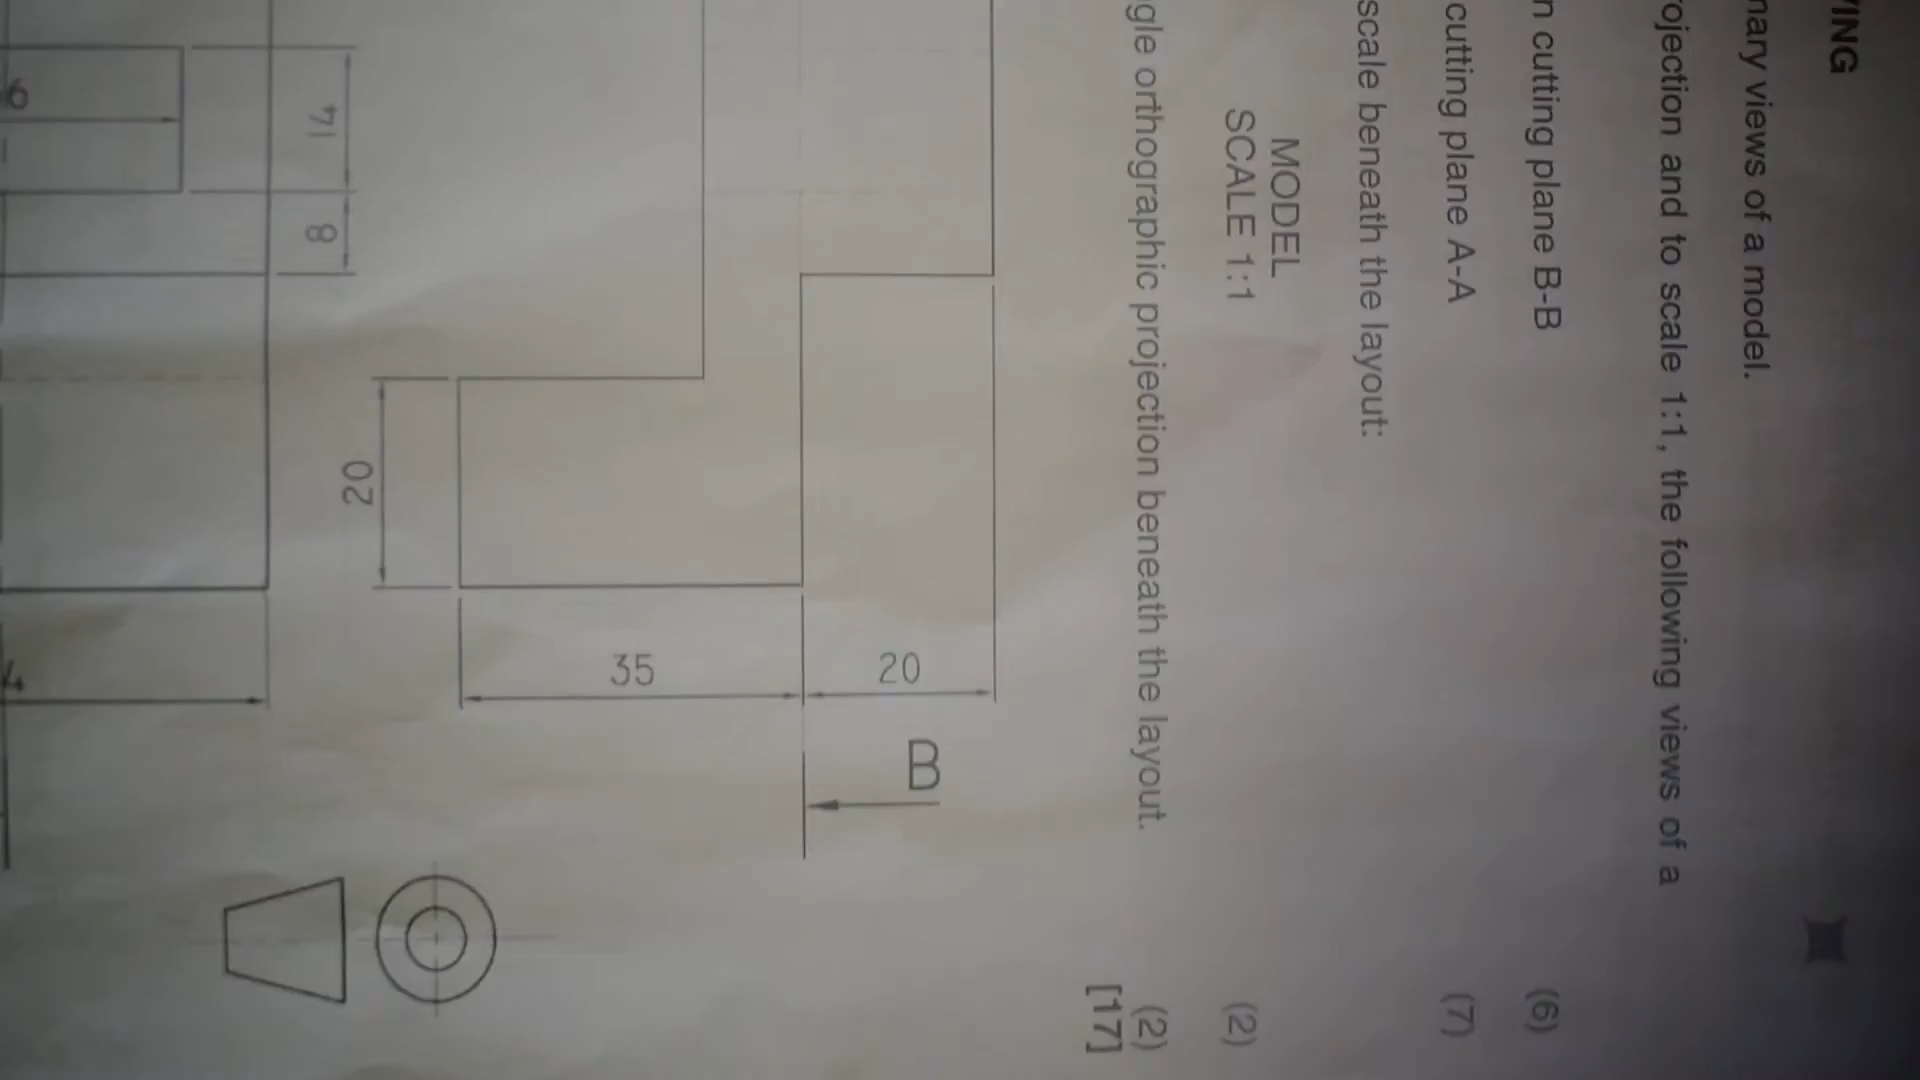 nary views of a model.
rojection and to scale 1:1, the following views of a
n cutting plane B-B (6)
cutting plane A-A (7)
scale beneath the layout:
MODEL
SCALE 1:1 (2)
gle orthographic projection beneath the layout. (2)
[17]
B
20
35
20
14
8